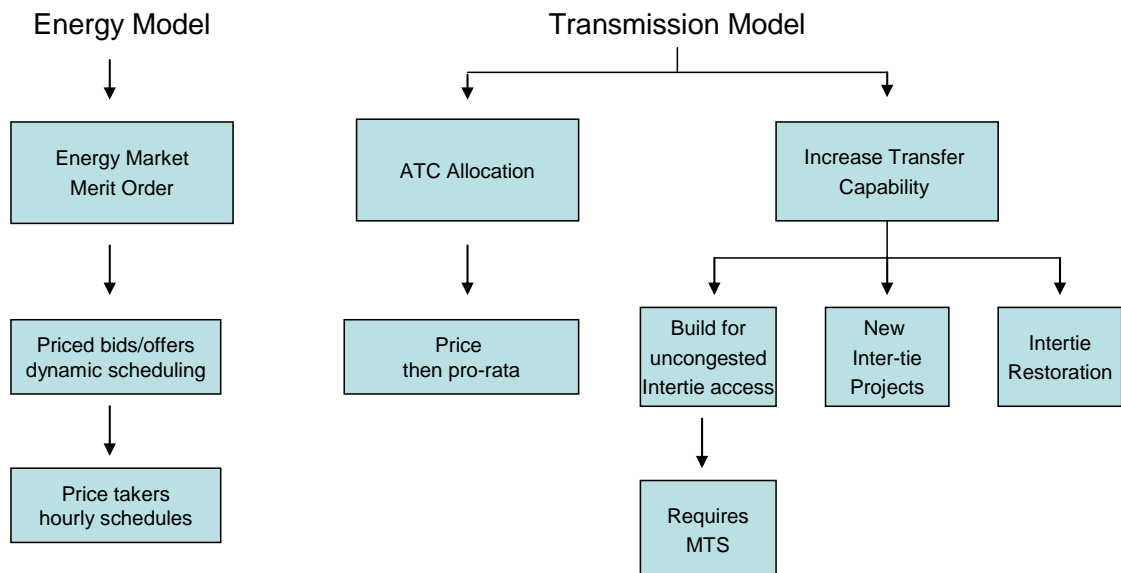 Energy Model
Transmission Model
Energy Market
Merit Order
ATC Allocation
Increase Transfer
Capability
Priced bids/offers
dynamic scheduling
Price
then pro-rata
Build for
uncongested
Intertie access
New
Inter-tie
Projects
Intertie
Restoration
Price takers
hourly schedules
Requires
MTS